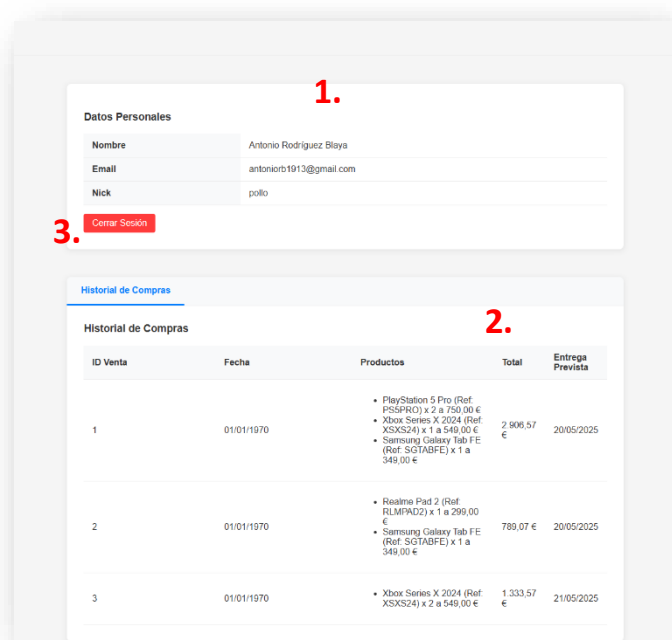 1.
Datos Personales
Nombre Antonio Rodríguez Blaya
Email antoniorb1913@gmail.com
Nick pollo
3.
Cerrar Sesión
Historial de Compras
2.
Historial de Compras
ID Venta Fecha Productos Total Entrega
Prevista
• PlayStation 5 Pro (Ref:
PS5PRO) x 2 a 750,00 €
• Xbox Series X 2024 (Ref:
XSXS24) x 1 a 549,00 €
1 01/01/1970 2.906,57
€ 20/05/2025
• Samsung Galaxy Tab FE
(Ref: SGTABFE) x 1 a
349,00 €
• Realme Pad 2 (Ref:
RLMPAD2) x 1 a 299,00
€
2 01/01/1970 789,07 € 20/05/2025
• Samsung Galaxy Tab FE
(Ref: SGTABFE) x 1 a
349,00 €
3 01/01/1970 • Xbox Series X 2024 (Ref:
XSXS24) x 2 a 549,00 € 1.333,57
€ 21/05/2025